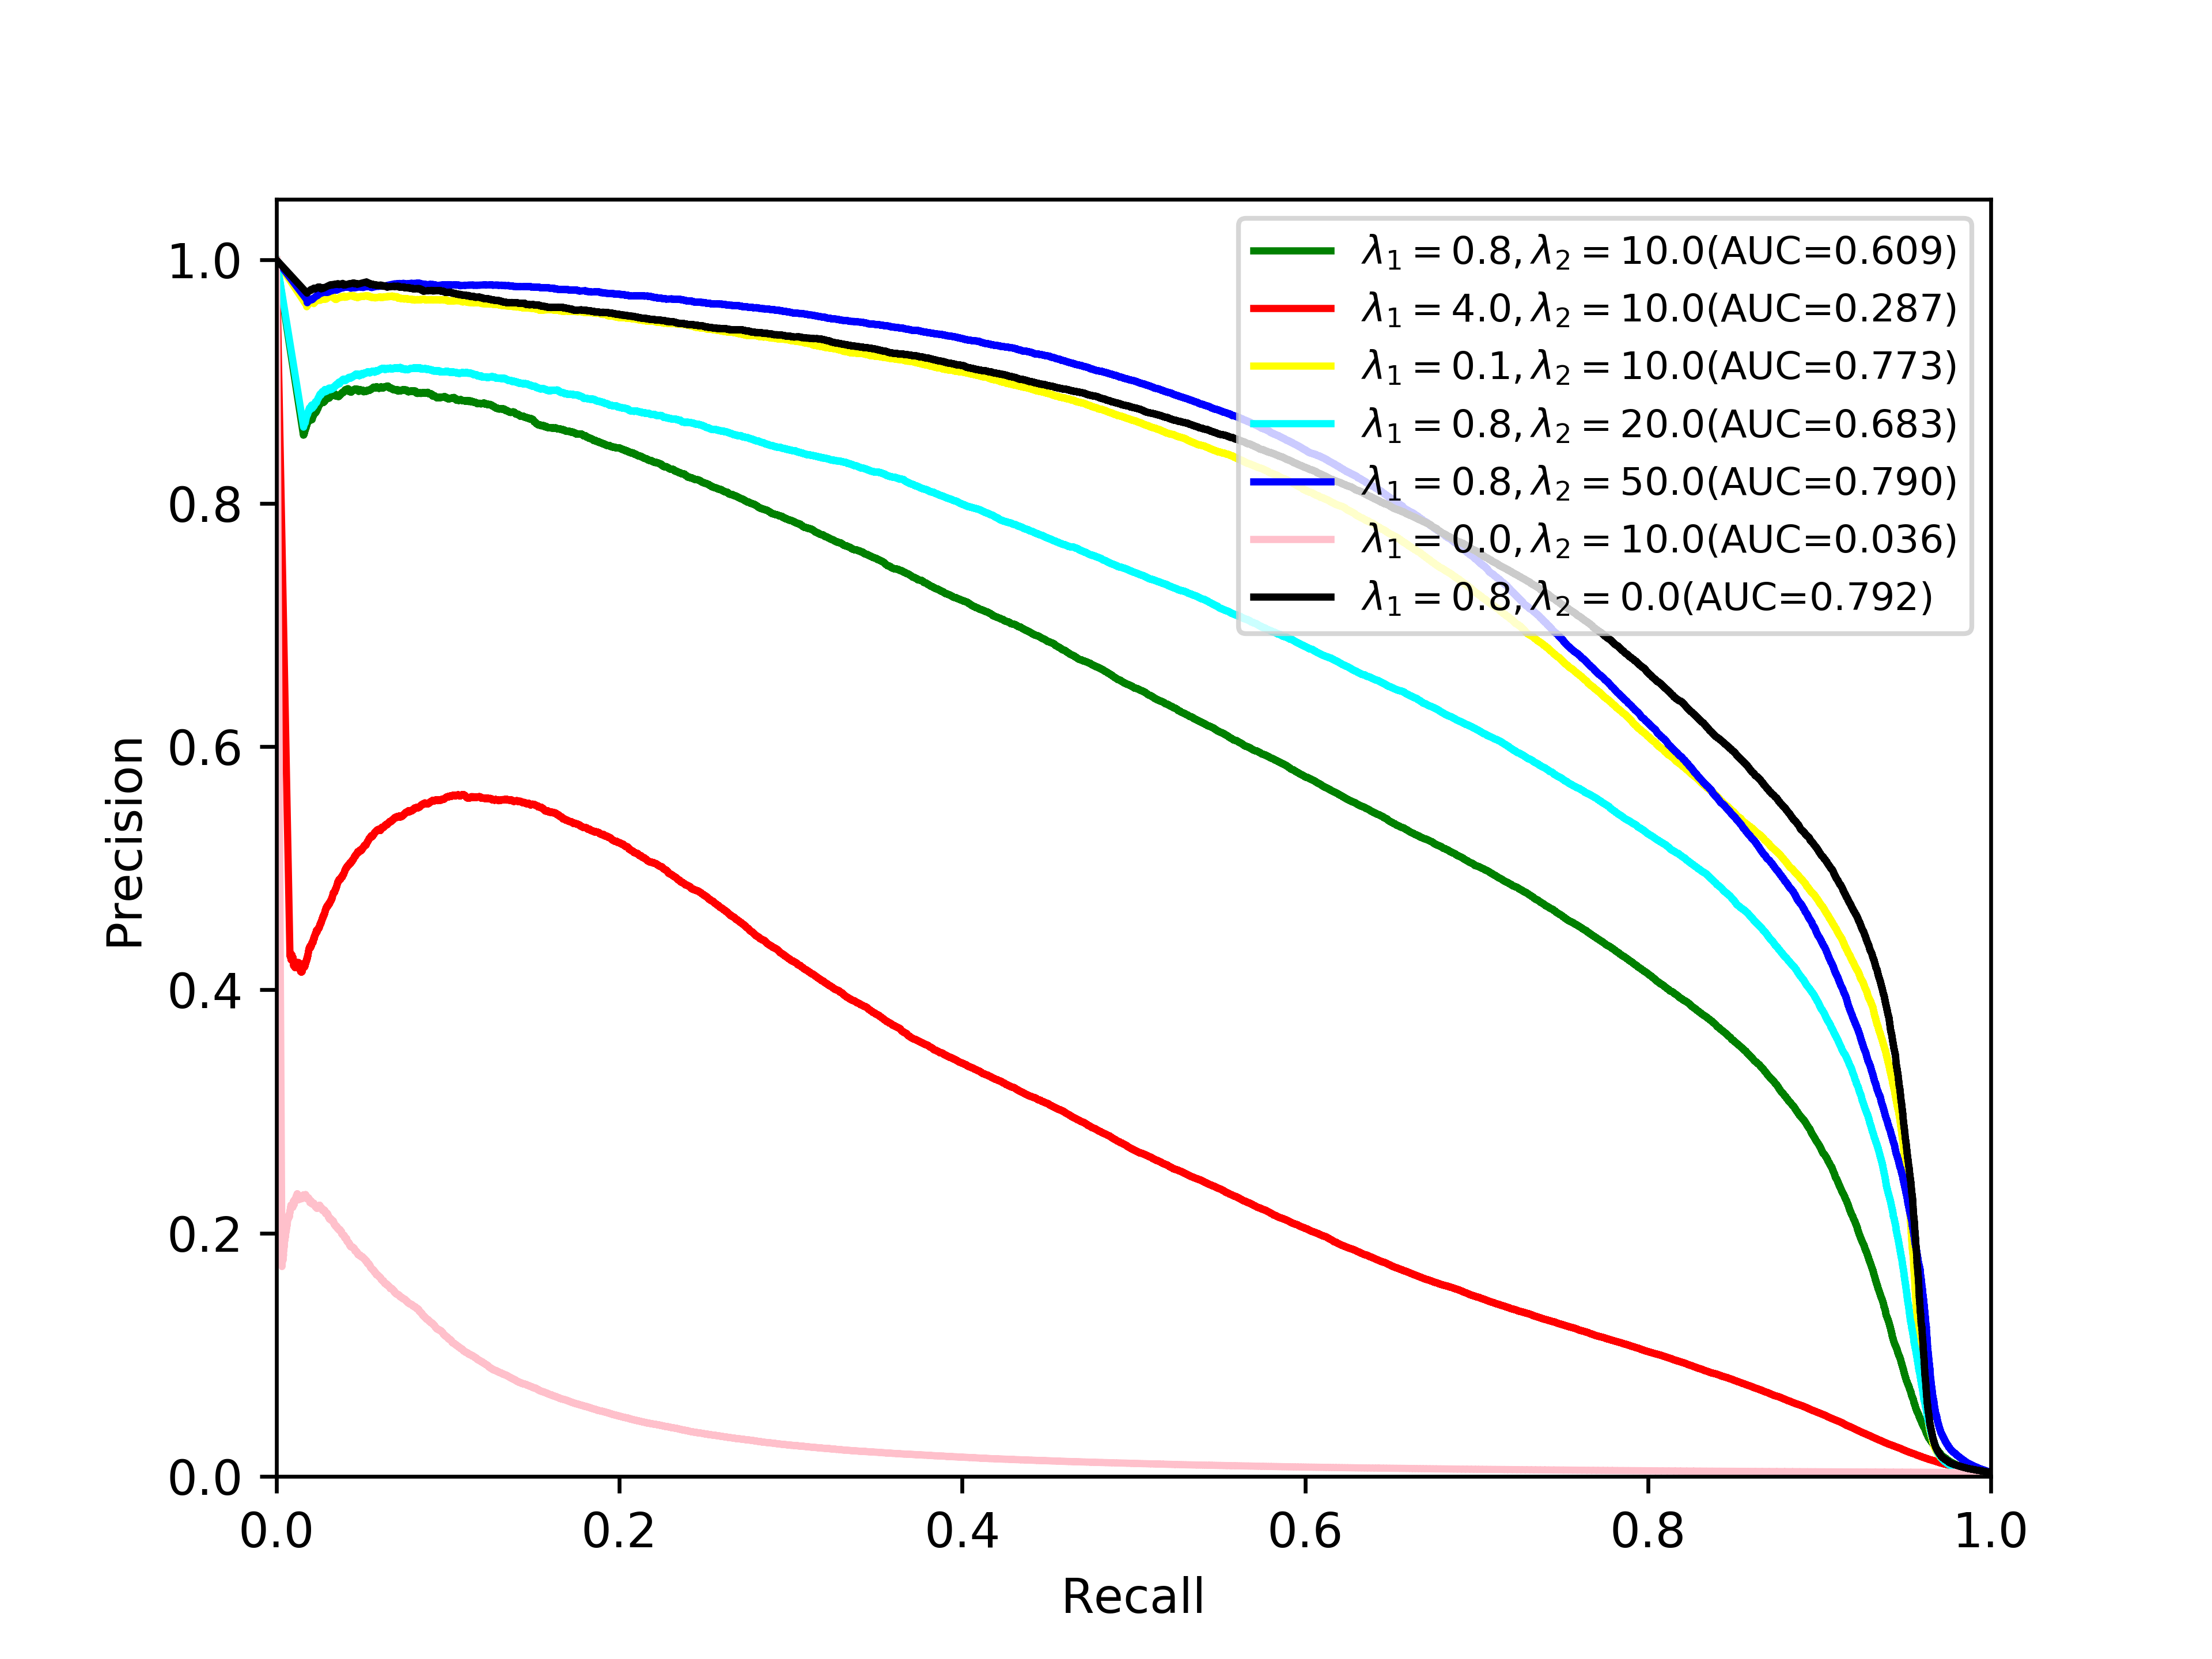 λ₁ = 0.8, λ₂ = 10.0(AUC=0.609)
λ₁ = 4.0, λ₂ = 10.0(AUC=0.287)
λ₁ = 0.1, λ₂ = 10.0(AUC=0.773)
λ₁ = 0.8, λ₂ = 20.0(AUC=0.683)
λ₁ = 0.8, λ₂ = 50.0(AUC=0.790)
λ₁ = 0.0, λ₂ = 10.0(AUC=0.036)
λ₁ = 0.8, λ₂ = 0.0(AUC=0.792)
1.0
0.8
0.6
0.4
0.2
0.0
Precision
0.0 0.2 0.4 0.6 0.8 1.0
Recall